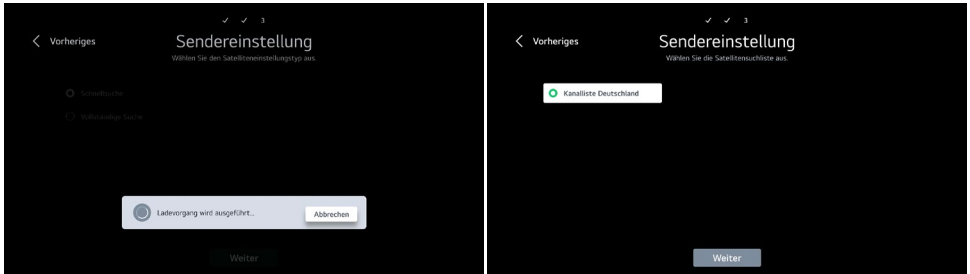 ✓ ✓ 3
Vorheriges
Sendereinstellung
Wählen Sie den Satelliteneinstellungstyp aus.
Schnellsuche
Vollständige Suche
Ladevorgang wird ausgeführt...
Abbrechen
Weiter
✓ ✓ 3
Vorheriges
Sendereinstellung
Wählen Sie die Satellitensuchliste aus.
Kanalliste Deutschland
Weiter